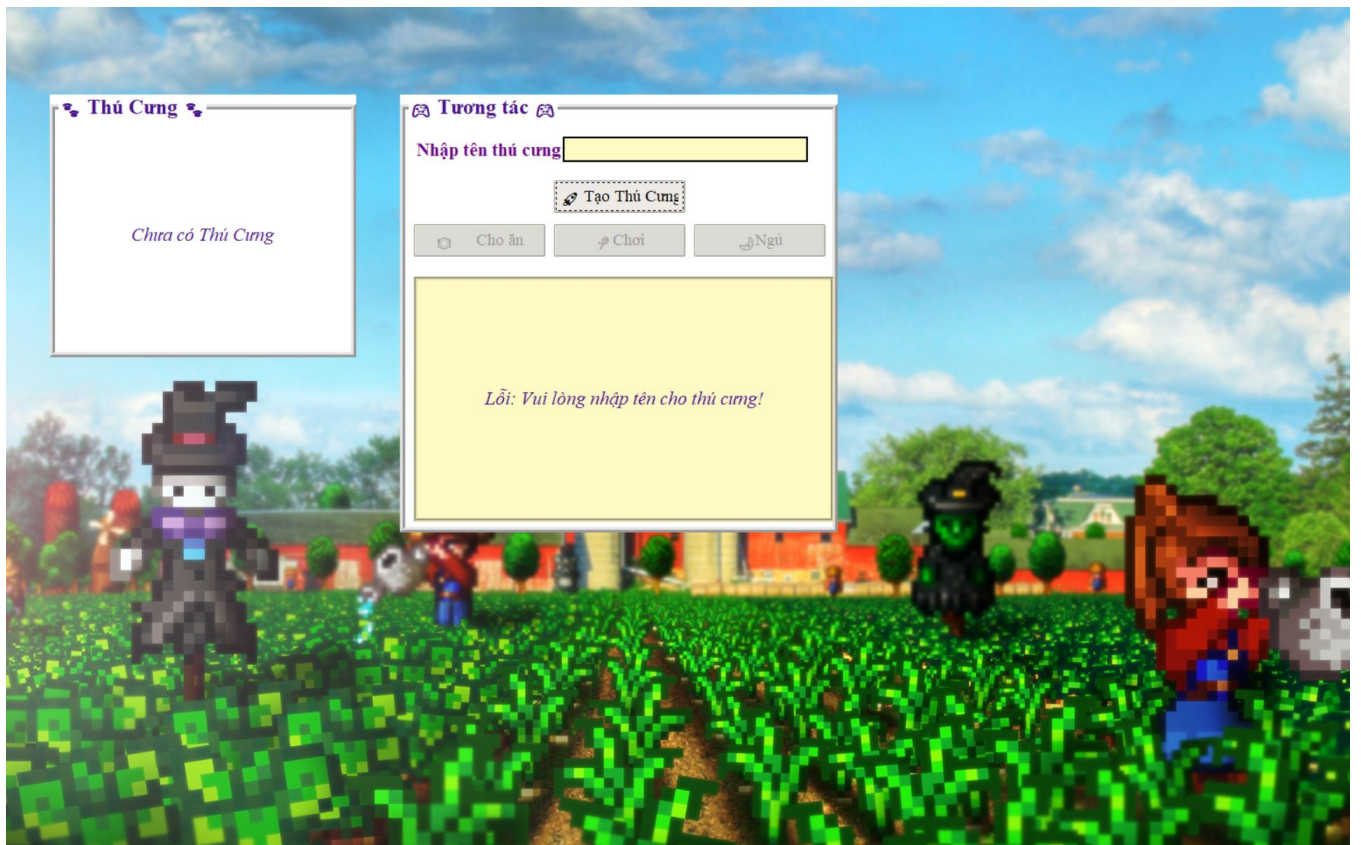 Thú Cưng
Chưa có Thú Cưng
Tương tác
Nhập tên thú cưng
Tạo Thú Cưng
Cho ăn
Chơi
Ngủ
Lỗi: Vui lòng nhập tên cho thú cưng!